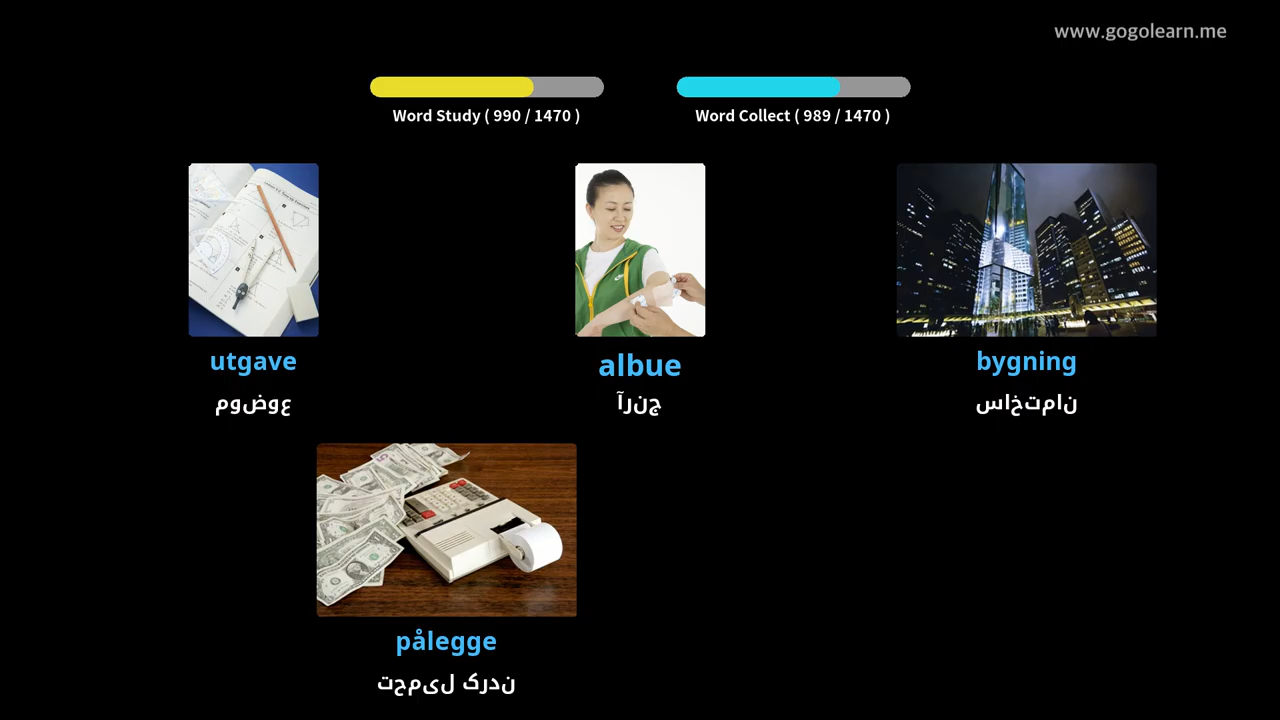 www.gogolearn.me
Word Study ( 990 / 1470 )
Word Collect ( 989 / 1470 )
utgave
albue
bygning
موضوع
آرنج
ساختمان
pålegge
تحمیل کردن